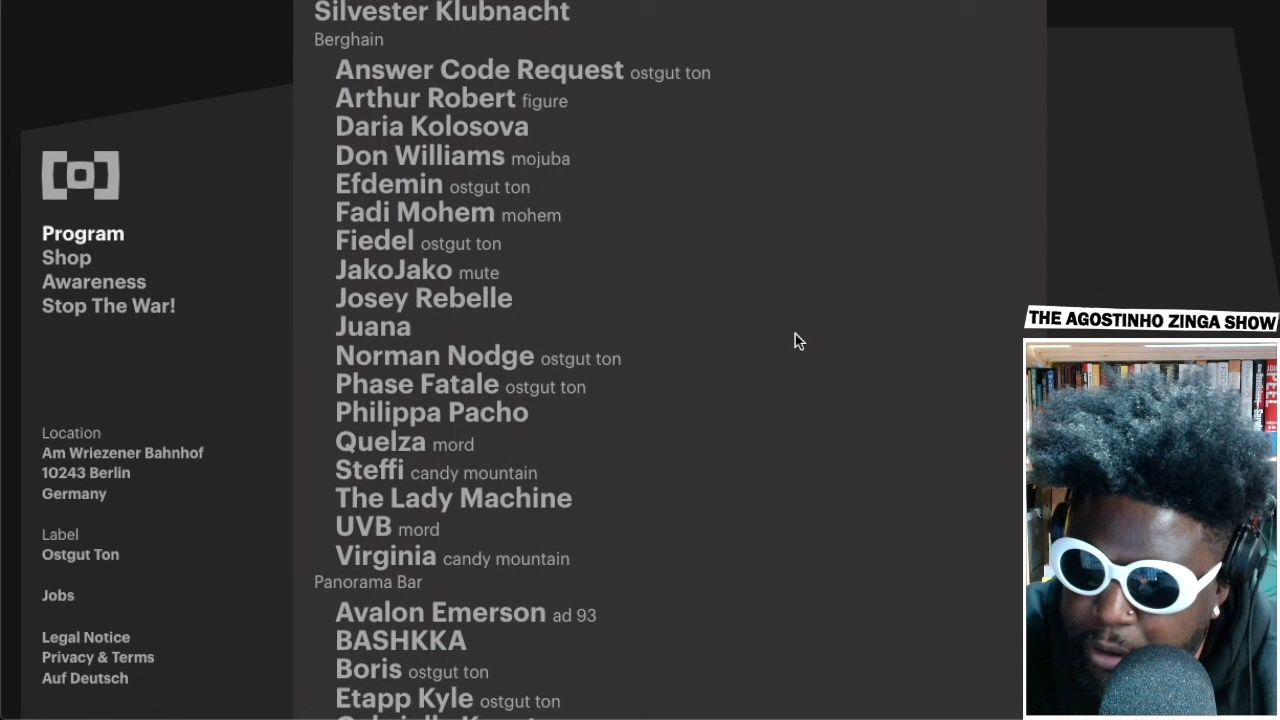 Silvester Klubnacht
Berghain
Answer Code Request ostgut ton
Arthur Robert figure
Daria Kolosova
Don Williams mojuba
Efdemin ostgut ton
Fadi Mohem mohem
Fiedel ostgut ton
JakoJako mute
Josey Rebelle
Juana
Norman Nodge ostgut ton
Phase Fatale ostgut ton
Philippa Pacho
Quelza mord
Steffi candy mountain
The Lady Machine
UVB mord
Virginia candy mountain
Panorama Bar
Avalon Emerson ad 93
BASHKKA
Boris ostgut ton
Etapp Kyle ostgut ton
Program
Shop
Awareness
Stop The War!
Location
Am Wriezener Bahnhof
10243 Berlin
Germany
Label
Ostgut Ton
Jobs
Legal Notice
Privacy & Terms
Auf Deutsch
THE AGOSTINHO ZINGA SHOW